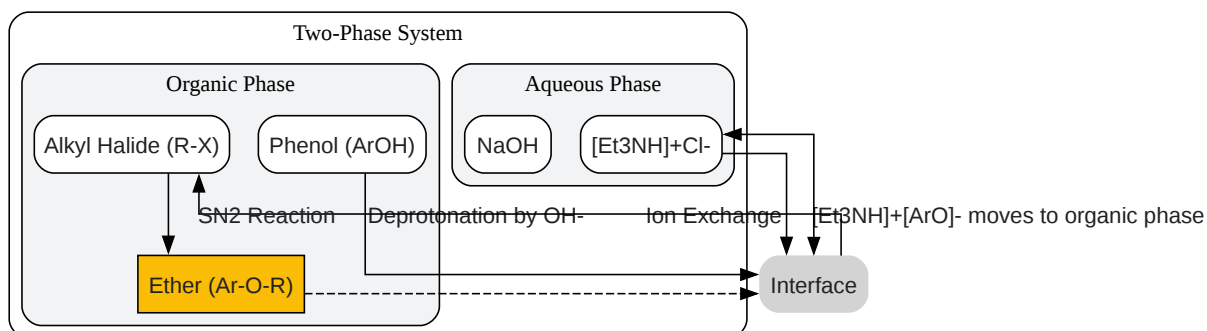 Two-Phase System
Organic Phase
Aqueous Phase
Alkyl Halide (R-X)
Phenol (ArOH)
NaOH
[Et3NH]+Cl-
SN2 Reaction
Deprotonation by OH-
Ion Exchange
[Et3NH]+[ArO]- moves to organic phase
Ether (Ar-O-R)
Interface